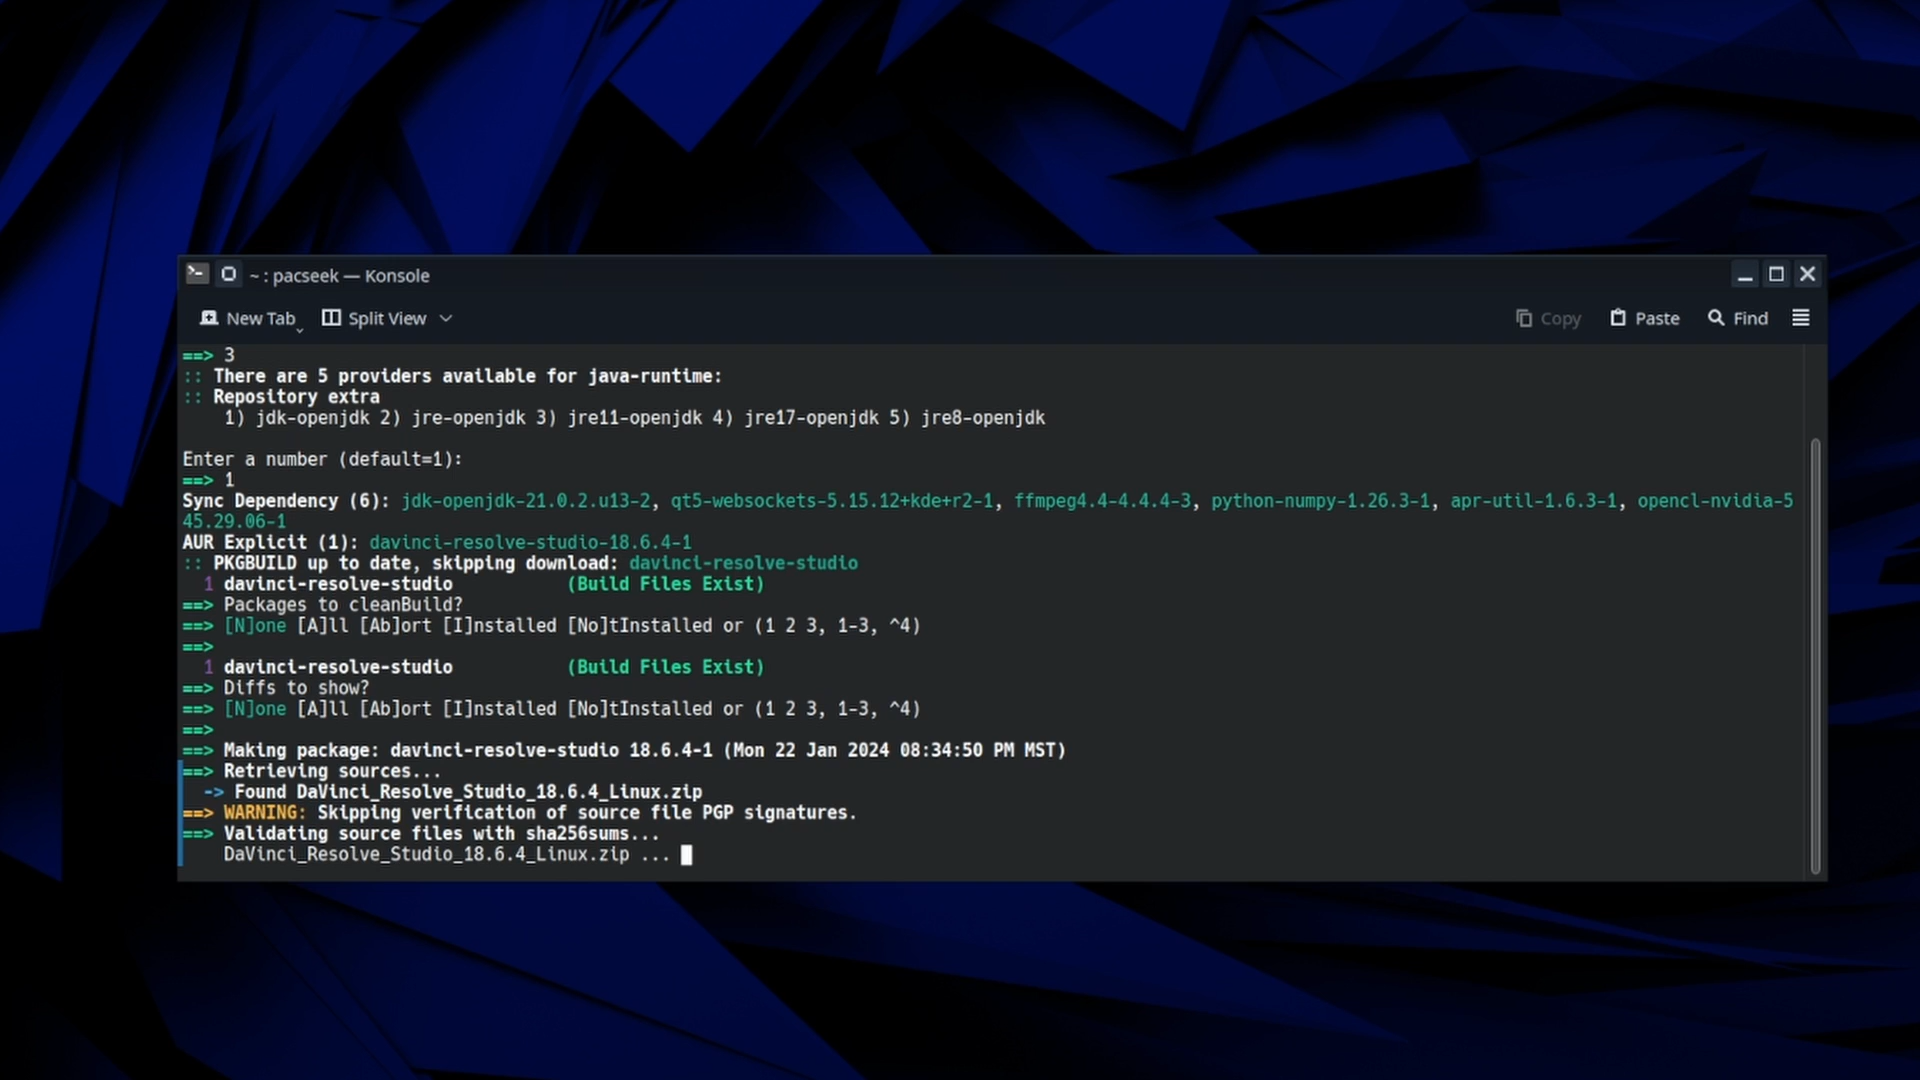 ~ : pacseek — Konsole
New Tab Split View Copy Paste Find
==> 3
:: There are 5 providers available for java-runtime:
:: Repository extra
1) jdk-openjdk 2) jre-openjdk 3) jre11-openjdk 4) jre17-openjdk 5) jre8-openjdk
Enter a number (default=1):
==> 1
Sync Dependency (6): jdk-openjdk-21.0.2.u13-2, qt5-websockets-5.15.12+kde+r2-1, ffmpeg4.4-4.4.4-3, python-numpy-1.26.3-1, apr-util-1.6.3-1, opencl-nvidia-5
45.29.06-1
AUR Explicit (1): davinci-resolve-studio-18.6.4-1
:: PKGBUILD up to date, skipping download: davinci-resolve-studio
1 davinci-resolve-studio (Build Files Exist)
==> Packages to cleanBuild?
==> [N]one [A]ll [Ab]ort [I]nstalled [No]tInstalled or (1 2 3, 1-3, ^4)
==>
1 davinci-resolve-studio (Build Files Exist)
==> Diffs to show?
==> [N]one [A]ll [Ab]ort [I]nstalled [No]tInstalled or (1 2 3, 1-3, ^4)
==>
==> Making package: davinci-resolve-studio 18.6.4-1 (Mon 22 Jan 2024 08:34:50 PM MST)
==> Retrieving sources...
-> Found DaVinci_Resolve_Studio_18.6.4_Linux.zip
==> WARNING: Skipping verification of source file PGP signatures.
==> Validating source files with sha256sums...
DaVinci_Resolve_Studio_18.6.4_Linux.zip ...